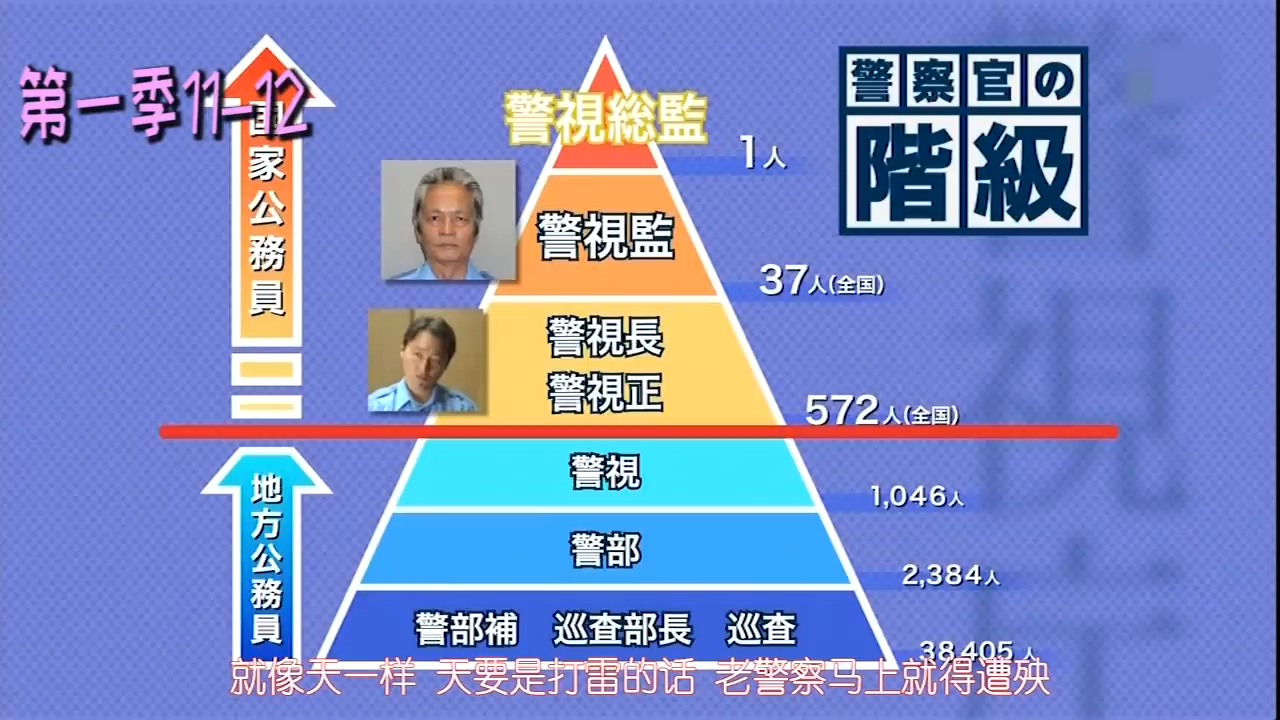 第一季11-12
国家公務員
地方公務員
警察官の
階級
警視総監
1人
警視監
37人(全国)
警視長
警視正
572人(全国)
警視
1,046人
警部
2,384人
警部補 巡査部長 巡査
38,405人
就像天一样 天要是打雷的话 老警察马上就得遭殃